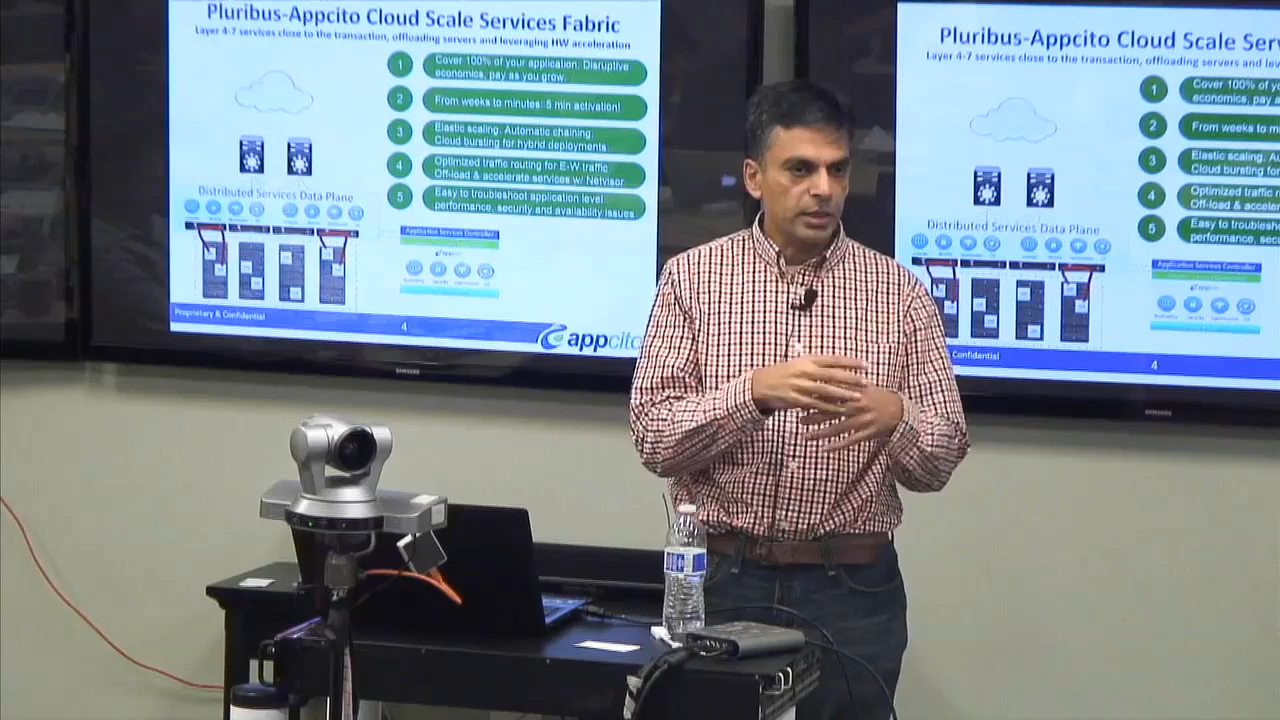 Pluribus-Appcito Cloud Scale Services Fabric
Layer 4-7 services close to the transaction, offloading servers and leveraging HW acceleration
1
Cover 100% of your application. Disruptive
economics, pay as you grow.
2
From weeks to minutes: 5 min activation!
3
Elastic scaling. Automatic chaining.
Cloud bursting for hybrid deployments.
4
Optimized traffic routing for E-W traffic
Off-load & accelerate services w/ Netvisor
5
Easy to troubleshoot application level
performance, security and availability issues
Distributed Services Data Plane
Application Services Controller
Proprietary & Confidential
4
appcito
SAMSUNG
Pluribus-Appcito Cloud Scale Serv
Layer 4-7 services close to the transaction, offloading servers and leve
1
Cover 100% of yo
economics, pay a
2
From weeks to mi
3
Elastic scaling. Au
Cloud bursting for
4
Optimized traffic r
Off-load & acceler
5
Easy to troublesh
performance, secu
Distributed Services Data Plane
Application Services Controller
Confidential
4
SAMSUNG